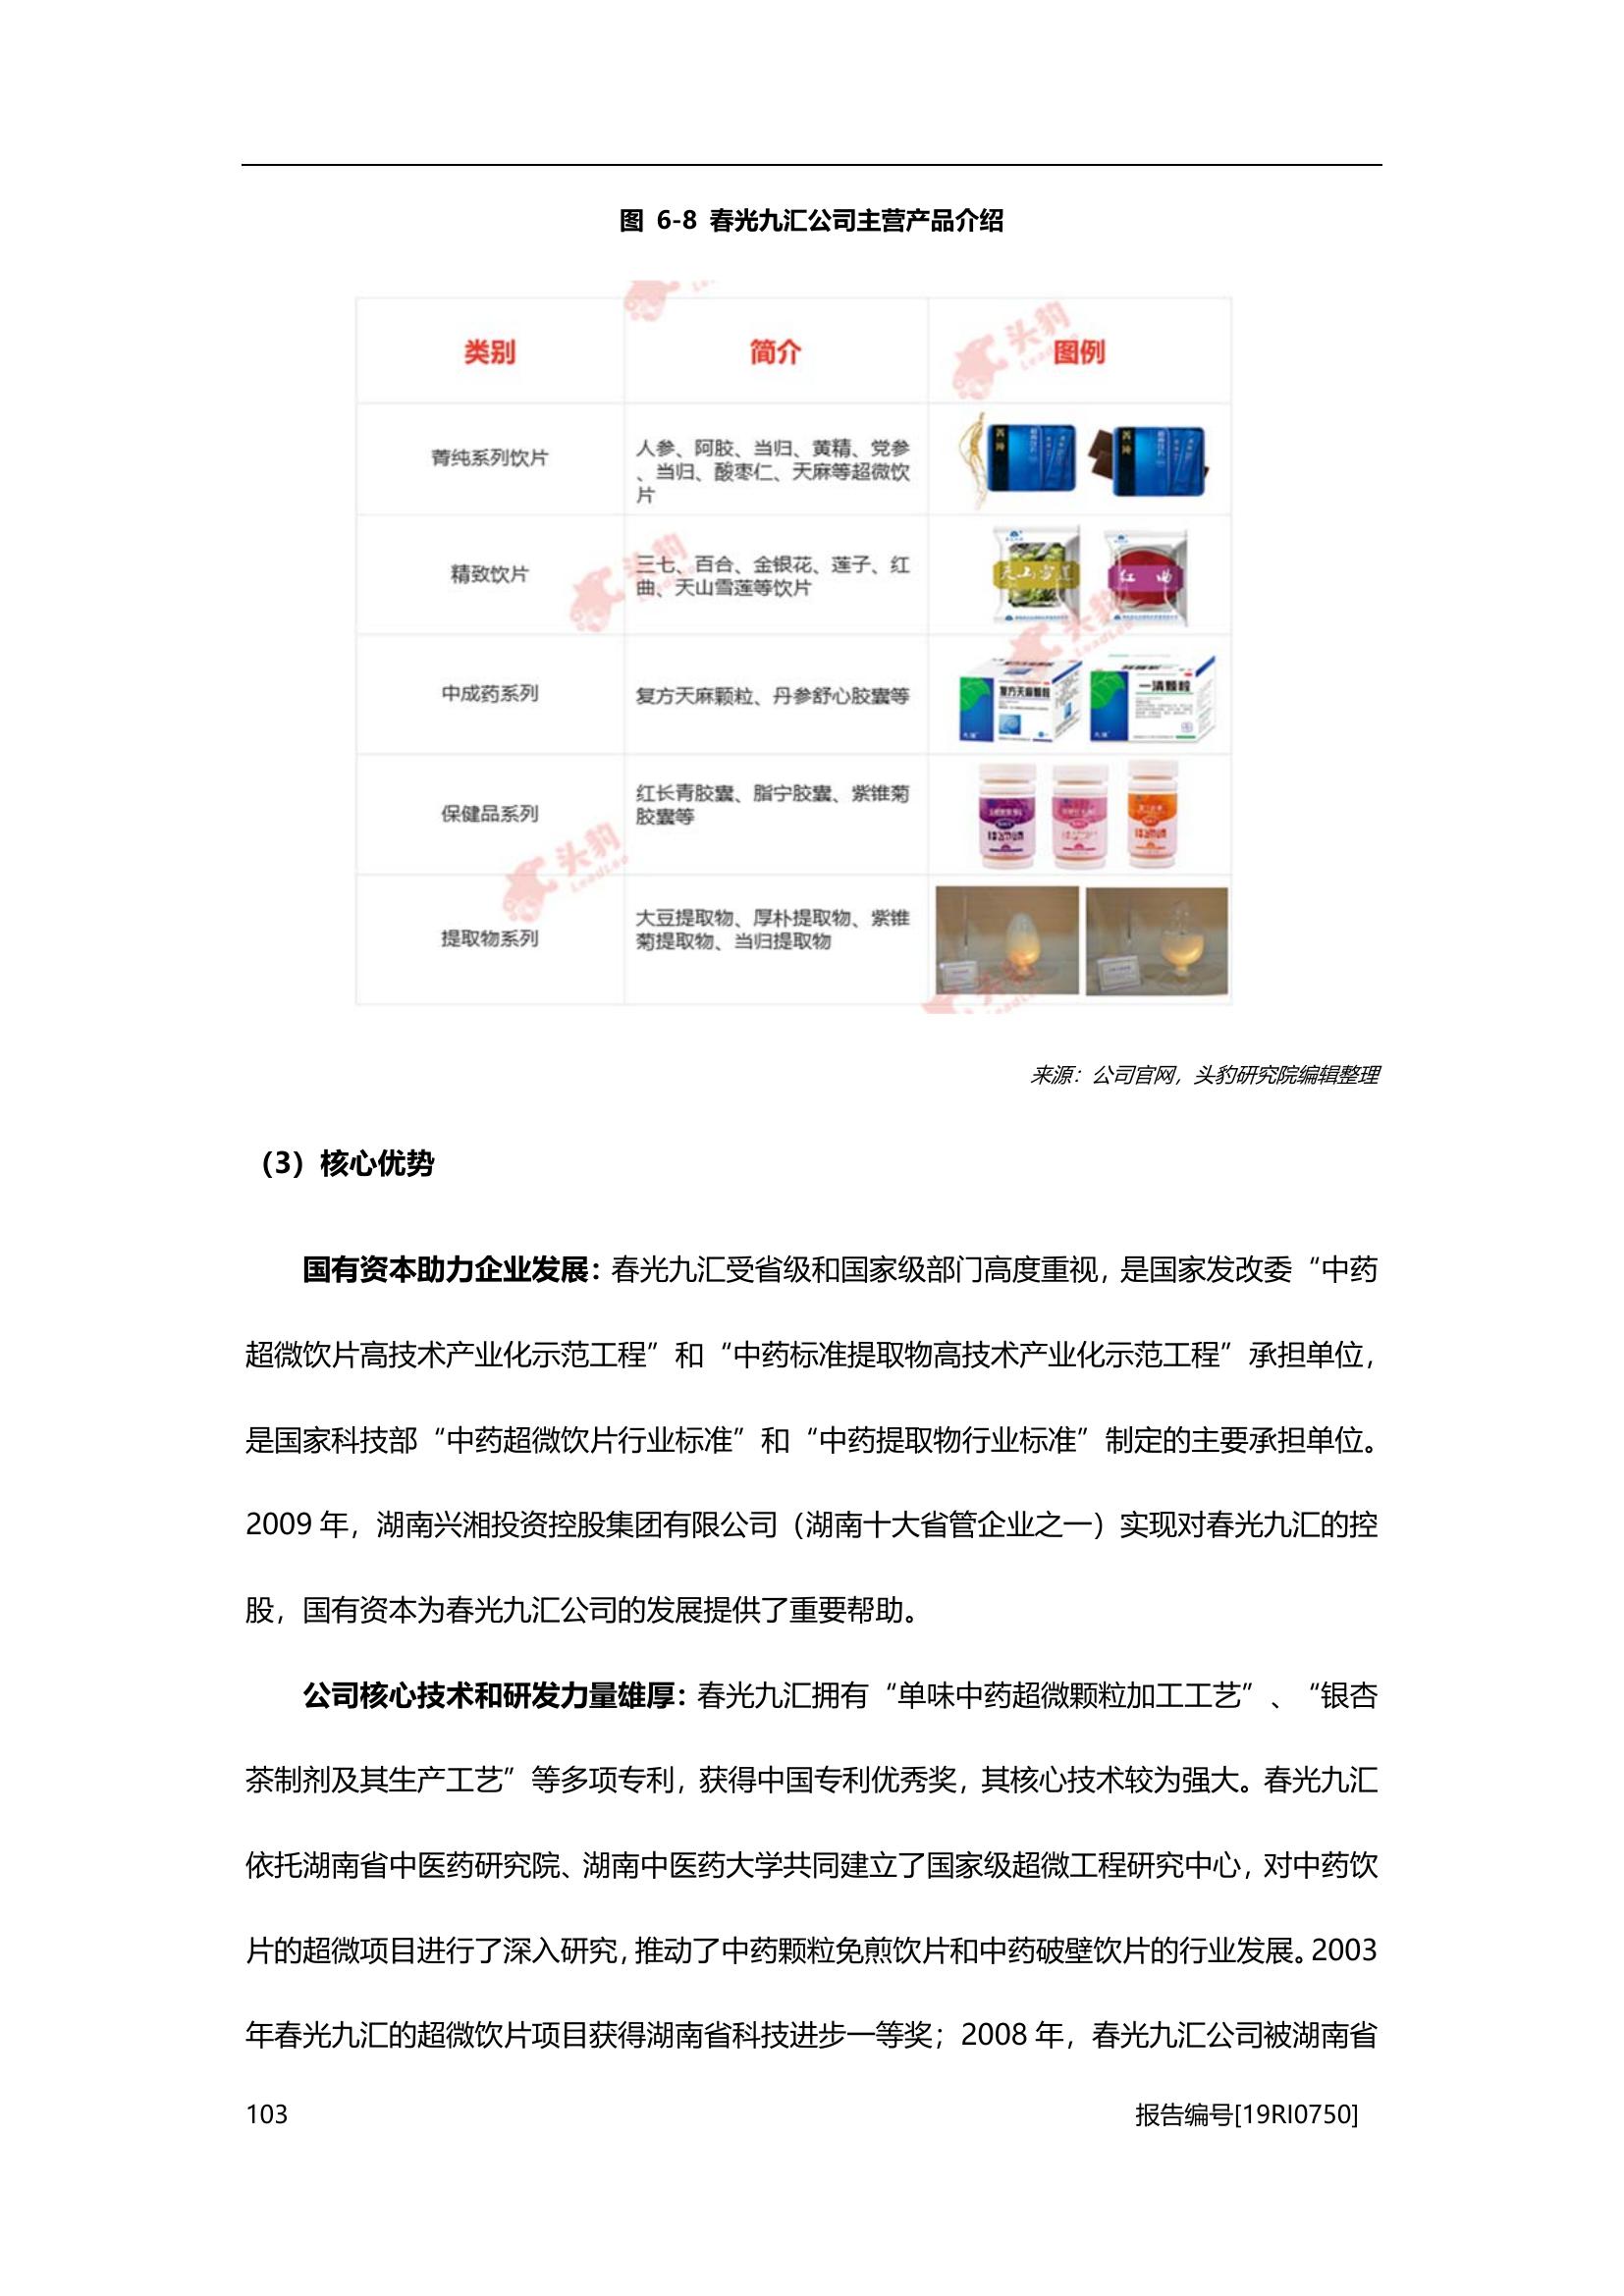 图 6-8 春光九汇公司主营产品介绍
类别 简介 图例
菁纯系列饮片
人参、阿胶、当归、黄精、党参
、当归、酸枣仁、天麻等超微饮
片
精致饮片
三七、百合、金银花、莲子、红
曲、天山雪莲等饮片
天山雪莲
红曲
中成药系列
复方天麻颗粒、丹参舒心胶囊等
复方天麻颗粒
一清颗粒
保健品系列
红长青胶囊、脂宁胶囊、紫锥菊
胶囊等
提取物系列
大豆提取物、厚朴提取物、紫锥
菊提取物、当归提取物
头豹
LeadLeo
来源：公司官网，头豹研究院编辑整理
（3）核心优势
国有资本助力企业发展：春光九汇受省级和国家级部门高度重视，是国家发改委“中药
超微饮片高技术产业化示范工程”和“中药标准提取物高技术产业化示范工程”承担单位，
是国家科技部“中药超微饮片行业标准”和“中药提取物行业标准”制定的主要承担单位。
2009 年，湖南兴湘投资控股集团有限公司（湖南十大省管企业之一）实现对春光九汇的控
股，国有资本为春光九汇公司的发展提供了重要帮助。
公司核心技术和研发力量雄厚：春光九汇拥有“单味中药超微颗粒加工工艺”、“银杏
茶制剂及其生产工艺”等多项专利，获得中国专利优秀奖，其核心技术较为强大。春光九汇
依托湖南省中医药研究院、湖南中医药大学共同建立了国家级超微工程研究中心，对中药饮
片的超微项目进行了深入研究，推动了中药颗粒免煎饮片和中药破壁饮片的行业发展。2003
年春光九汇的超微饮片项目获得湖南省科技进步一等奖；2008 年，春光九汇公司被湖南省
103 报告编号[19RI0750]